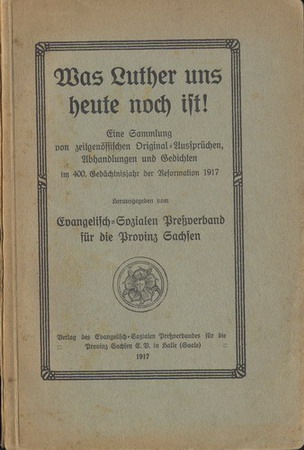 Was Luther uns
heute noch ist!
Eine Sammlung
von zeitgenössischen Original-Aussprüchen,
Abhandlungen und Gedichten
im 400. Gedächtnisjahr der Reformation 1917
Herausgegeben vom
Evangelisch-Sozialen Preßverband
für die Provinz Sachsen
Verlag des Evangelisch-Sozialen Preßverbandes für die
:: Provinz Sachsen E. V. in Halle (Saale) ::
1917